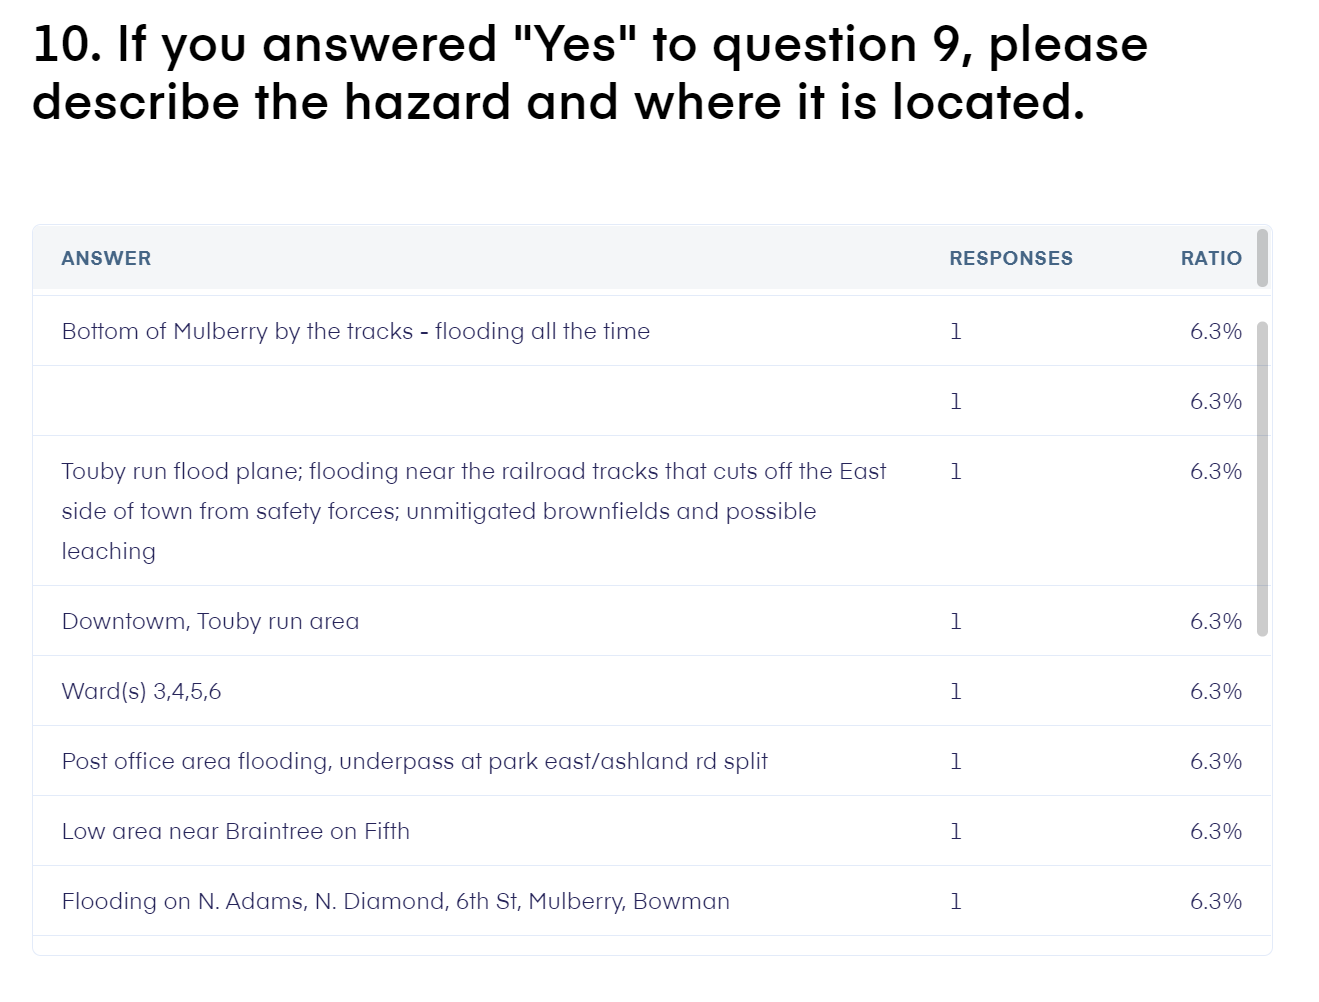 10. If you answered "Yes" to question 9, please
describe the hazard and where it is located.
ANSWER RESPONSES RATIO
Bottom of Mulberry by the tracks - flooding all the time 1 6.3%
1 6.3%
Touby run flood plane; flooding near the railroad tracks that cuts off the East 1 6.3%
side of town from safety forces; unmitigated brownfields and possible
leaching
Downtowm, Touby run area 1 6.3%
Ward(s) 3,4,5,6 1 6.3%
Post office area flooding, underpass at park east/ashland rd split 1 6.3%
Low area near Braintree on Fifth 1 6.3%
Flooding on N. Adams, N. Diamond, 6th St, Mulberry, Bowman 1 6.3%